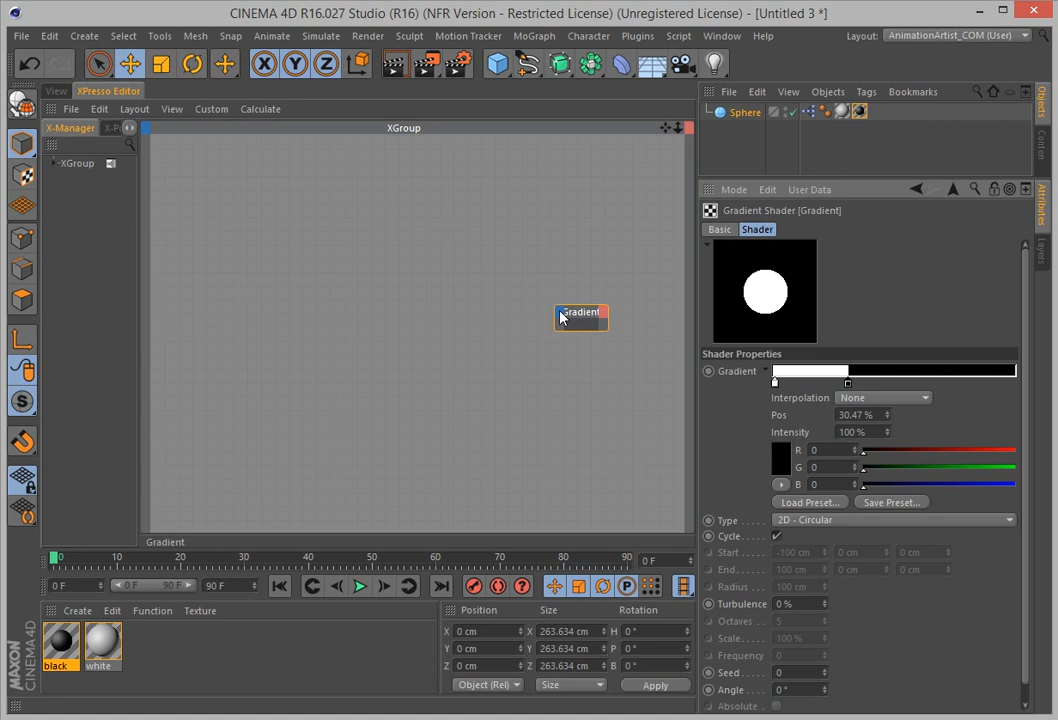 CINEMA 4D R16.027 Studio (R16) (NFR Version - Restricted License) (Unregistered License) - [Untitled 3 *]
File Edit Create Select Tools Mesh Snap Animate Simulate Render Sculpt Motion Tracker MoGraph Character Plugins Script Window Help Layout: AnimationArtist_COM (User)
View XPresso Editor
File Edit View Objects Tags Bookmarks
File Edit Layout View Custom Calculate
Sphere
X-Manager
XGroup
XGroup
Gradient
Gradient
Mode Edit User Data
Gradient Shader [Gradient]
Basic Shader
Shader Properties
Gradient
Interpolation None
Pos 30.47 %
Intensity 100 %
R 0
G 0
B 0
Load Preset... Save Preset...
Type 2D - Circular
Cycle
Start -100 cm 0 cm 0 cm
End 100 cm 0 cm 0 cm
Radius 100 cm
Turbulence 0 %
Octaves 5
Scale 100 %
Frequency 0
Seed 0
Angle 0 °
Absolute
Objects
Attributes
Layers
0 10 20 30 40 50 60 70 80 90 0 F
0 F 0 F 90 F 90 F
Create Edit Function Texture
black white
Position Size Rotation
X 0 cm X 263.634 cm H 0 °
Y 0 cm Y 263.634 cm P 0 °
Z 0 cm Z 263.634 cm B 0 °
Object (Rel) Size Apply
MAXON CINEMA 4D